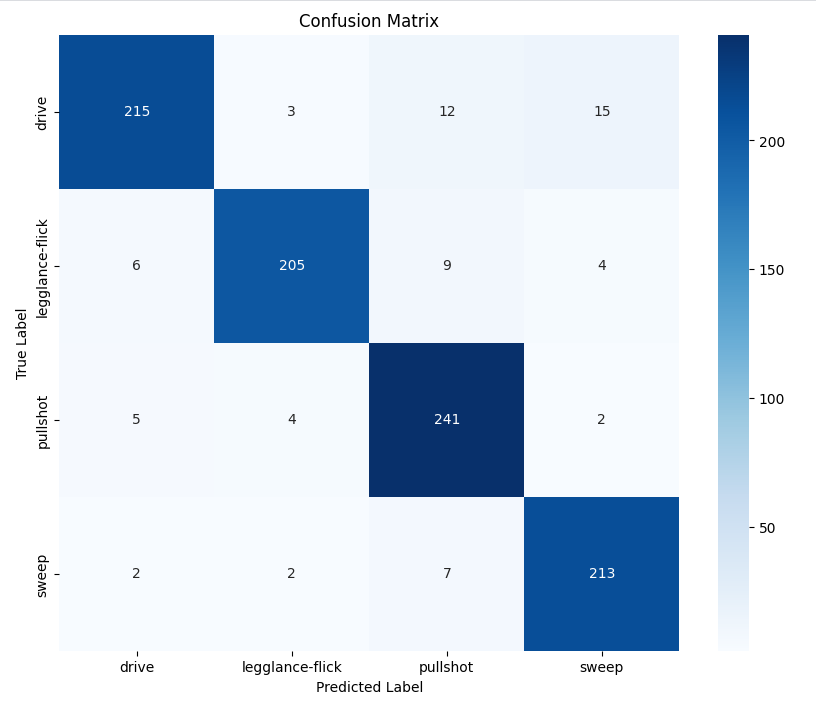 Confusion Matrix
drive 215 3 12 15
legglance-flick 6 205 9 4
pullshot 5 4 241 2
sweep 2 2 7 213
drive legglance-flick pullshot sweep
Predicted Label
True Label
200
150
100
50